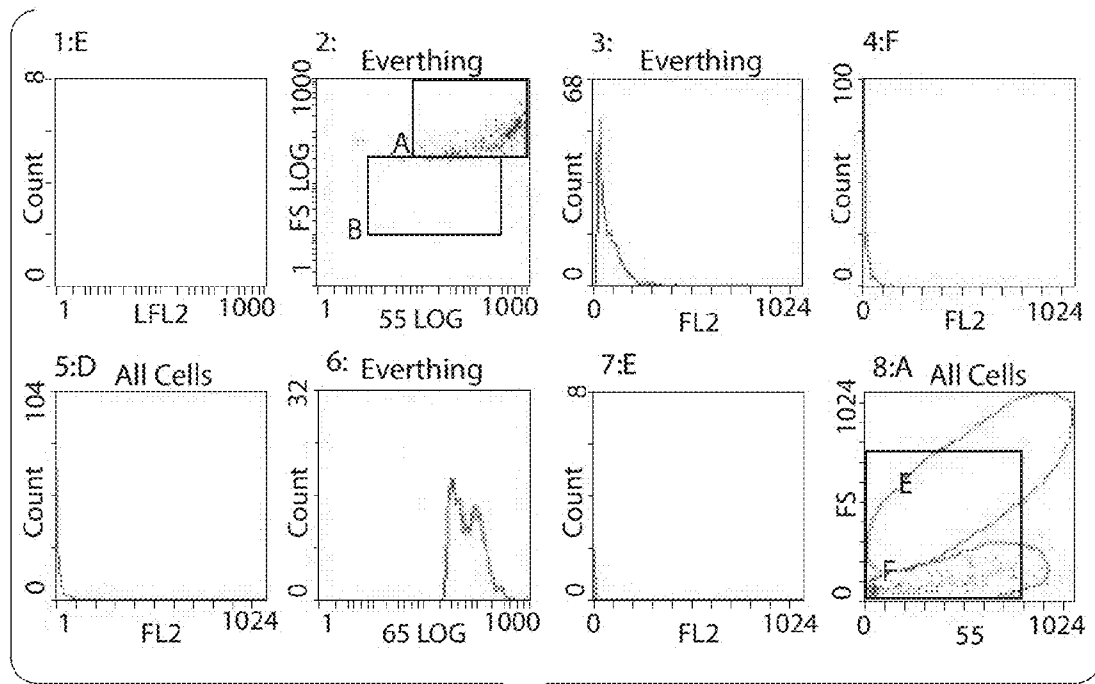 1:E
8
Count
0
1
1000
LFL2
2:
Everthing
1000
FS LOG
1
A
B
1000
55 LOG
3:
Everthing
68
Count
0
0
1024
FL2
4:F
100
Count
0
0
1024
FL2
5:D
All Cells
104
Count
0
1
1024
FL2
6:
Everthing
32
Count
0
1
1000
65 LOG
7:E
8
Count
0
0
1024
FL2
8:A
All Cells
1024
FS
0
E
F
0
1024
55